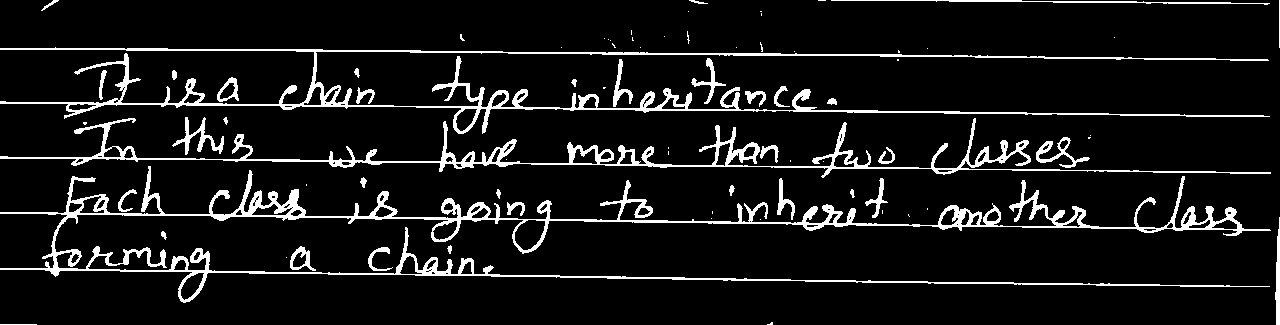 It is a chain type inheritance.
In this we have more than two classes.
Each class is going to inherit another class
forming a chain.